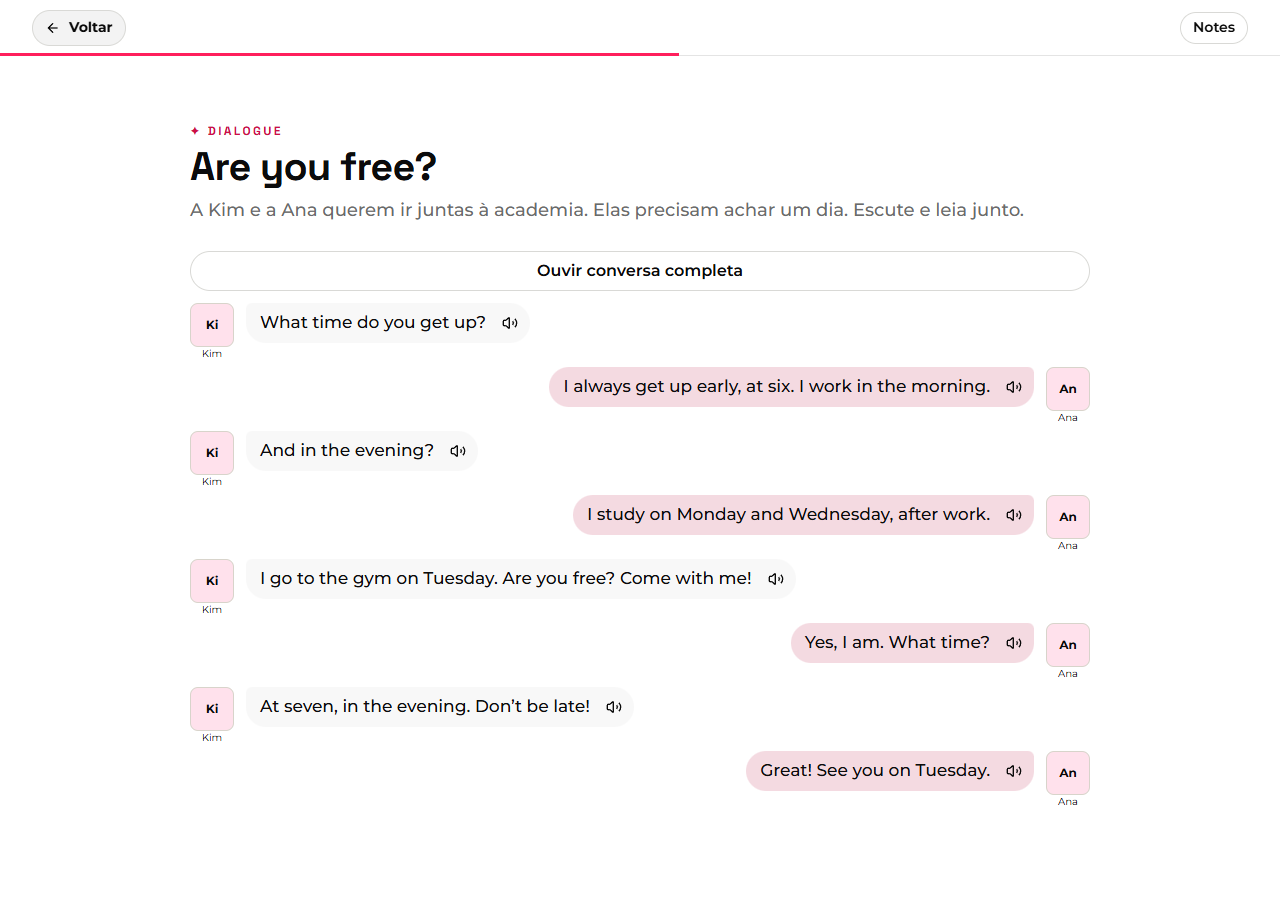 Voltar
Notes
✦ DIALOGUE
Are you free?
A Kim e a Ana querem ir juntas à academia. Elas precisam achar um dia. Escute e leia junto.
Ouvir conversa completa
Ki
Kim
What time do you get up?
I always get up early, at six. I work in the morning.
An
Ana
Ki
Kim
And in the evening?
I study on Monday and Wednesday, after work.
An
Ana
Ki
Kim
I go to the gym on Tuesday. Are you free? Come with me!
Yes, I am. What time?
An
Ana
Ki
Kim
At seven, in the evening. Don’t be late!
Great! See you on Tuesday.
An
Ana